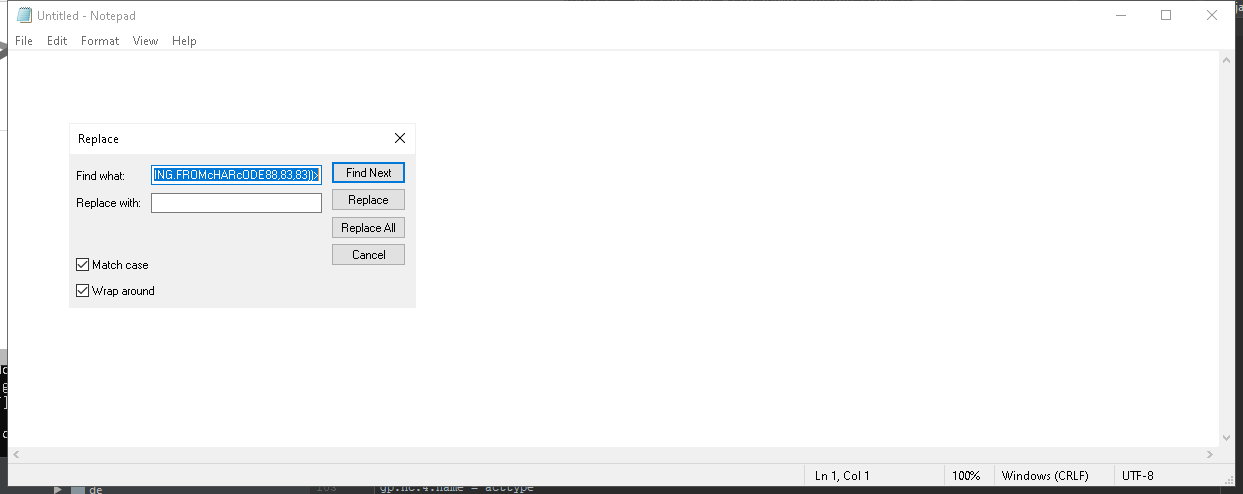 Untitled - Notepad
File Edit Format View Help
Replace
Find what: ING.FROMcHARcODE88,83,83))>
Find Next
Replace with:
Replace
Replace All
Cancel
Match case
Wrap around
Ln 1, Col 1 100% Windows (CRLF) UTF-8
de
gp.nc.4.name = acttype